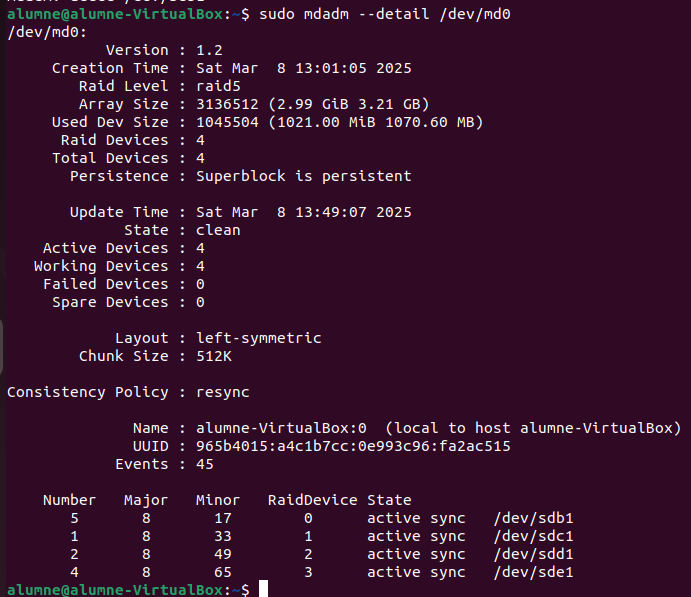 alumne@alumne-VirtualBox:~$ sudo mdadm --detail /dev/md0
/dev/md0:
           Version : 1.2
     Creation Time : Sat Mar  8 13:01:05 2025
        Raid Level : raid5
        Array Size : 3136512 (2.99 GiB 3.21 GB)
     Used Dev Size : 1045504 (1021.00 MiB 1070.60 MB)
      Raid Devices : 4
     Total Devices : 4
       Persistence : Superblock is persistent

       Update Time : Sat Mar  8 13:49:07 2025
             State : clean
    Active Devices : 4
   Working Devices : 4
    Failed Devices : 0
     Spare Devices : 0

            Layout : left-symmetric
        Chunk Size : 512K

Consistency Policy : resync

              Name : alumne-VirtualBox:0  (local to host alumne-VirtualBox)
              UUID : 965b4015:a4c1b7cc:0e993c96:fa2ac515
            Events : 45

    Number   Major   Minor   RaidDevice State
       5       8       17        0      active sync   /dev/sdb1
       1       8       33        1      active sync   /dev/sdc1
       2       8       49        2      active sync   /dev/sdd1
       4       8       65        3      active sync   /dev/sde1
alumne@alumne-VirtualBox:~$